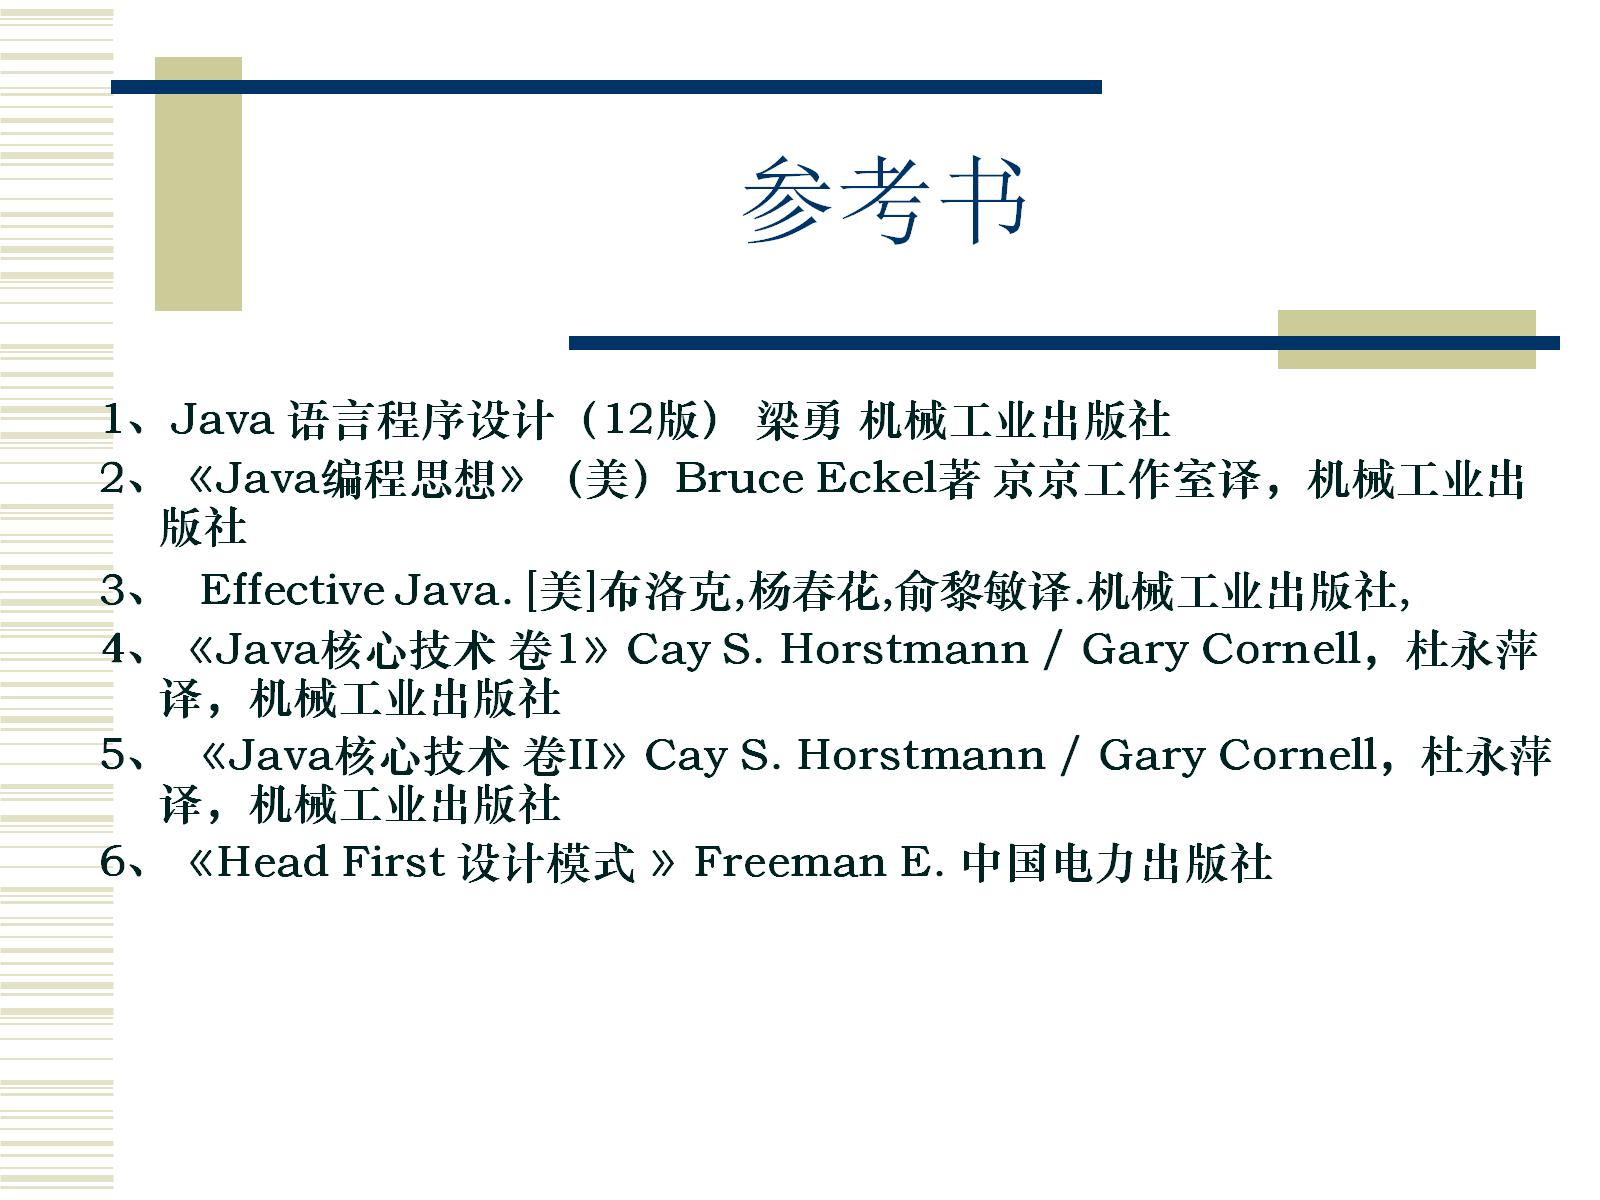 参考书
1、Java 语言程序设计（12版） 梁勇 机械工业出版社
2、《Java编程思想》（美）Bruce Eckel著 京京工作室译，机械工业出
版社
3、 Effective Java. [美]布洛克,杨春花,俞黎敏译.机械工业出版社,
4、《Java核心技术 卷1》Cay S. Horstmann / Gary Cornell，杜永萍
译，机械工业出版社
5、 《Java核心技术 卷II》Cay S. Horstmann / Gary Cornell，杜永萍
译，机械工业出版社
6、《Head First 设计模式 》Freeman E. 中国电力出版社